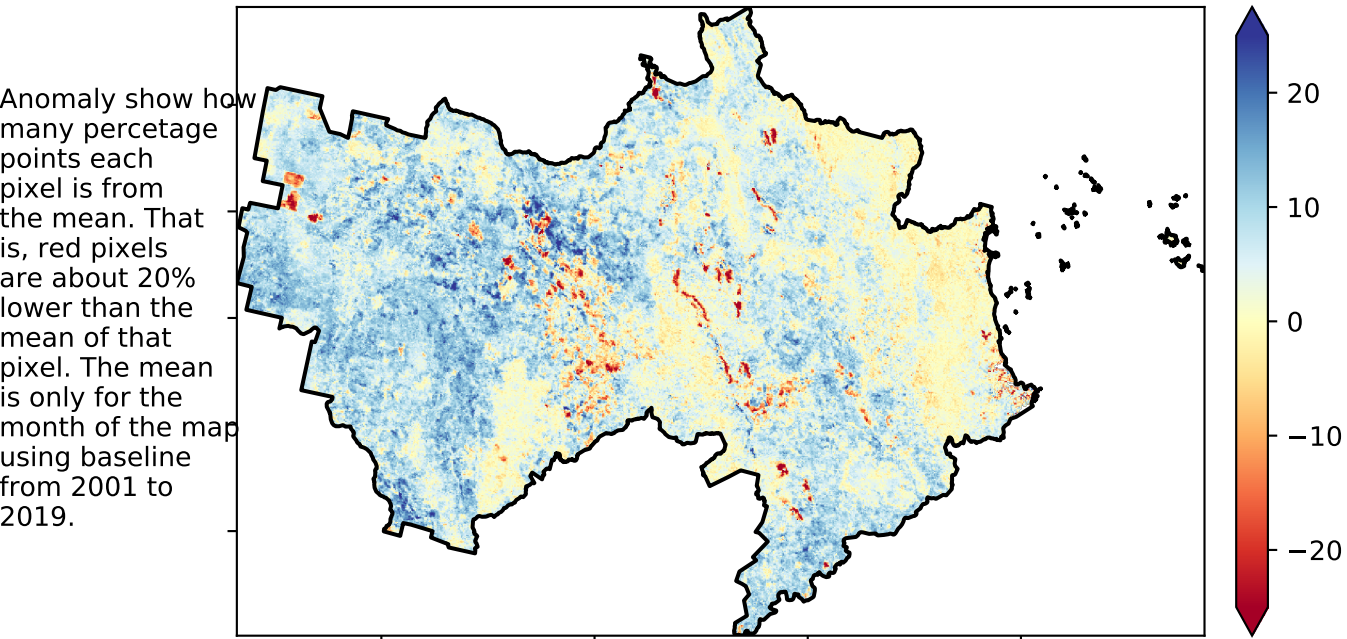 Anomaly show how
many percetage
points each
pixel is from
the mean. That
is, red pixels
are about 20%
lower than the
mean of that
pixel. The mean
is only for the
month of the map
using baseline
from 2001 to
2019.
20
10
0
−10
−20